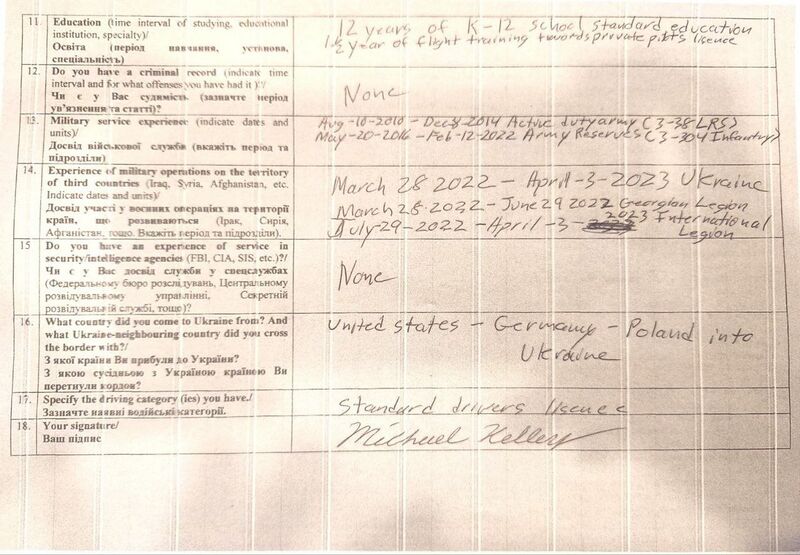 11. Education (time interval of studying, educational
institution, specialty)/
Освіта (період навчання, установа,
спеціальність)
12 years of K-12 school standard education
1½ year of flight training towards private pilots lisence
12. Do you have a criminal record (indicate time
interval and for what offenses you have had it)?/
Чи є у Вас судимість (зазначте період
ув'язнення та статті)?
None
13. Military service experience (indicate dates and
units)/
Досвід військової служби (вкажіть період та
підрозділи)
Aug-10-2010 - Dec-8-2014 Active duty army (3-38 LRS)
May-20-2016 - Feb-12-2022 Army Reserves (3-304 Infantry)
14. Experience of military operations on the territory
of third countries (Iraq, Syria, Afghanistan, etc.
Indicate dates and units)/
Досвід участі у воєнних операціях на території
країн, що розвиваються (Ірак, Сирія,
Афганістан, тощо. Вкажіть період та підрозділи).
March 28 2022 - April-3-2023 Ukraine
March 28-2022 - June 29 2022 Georgian Legion
July-29-2022 - April-3- 2023 International
Legion
15 Do you have an experience of service in
security/intelligence agencies (FBI, CIA, SIS, etc.)?/
Чи є у Вас досвід служби у спецслужбах
(Федеральному бюро розслідувань, Центральному
розвідувальному управлінні, Секретній
розвідувальній службі, тощо)?
None
16. What country did you come to Ukraine from? And
what Ukraine-neighbouring country did you cross
the border with?/
З якої країни Ви прибули до України?
З якою сусідньою з Україною країною Ви
перетнули кордон?
United states - Germany - Poland into
Ukraine
17. Specify the driving category (ies) you have./
Зазначте наявні водійські категорії.
Standard drivers lisence
18. Your signature/
Ваш підпис
Michael Kelley